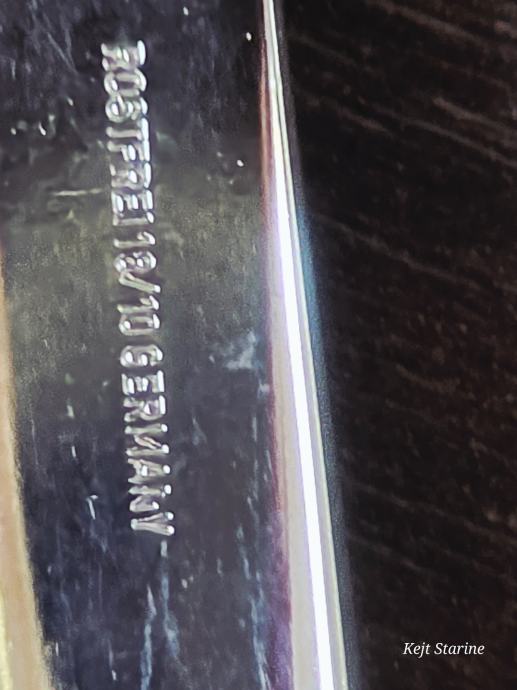 ROSTFREI 18/10 GERMANY
Kejt Starine